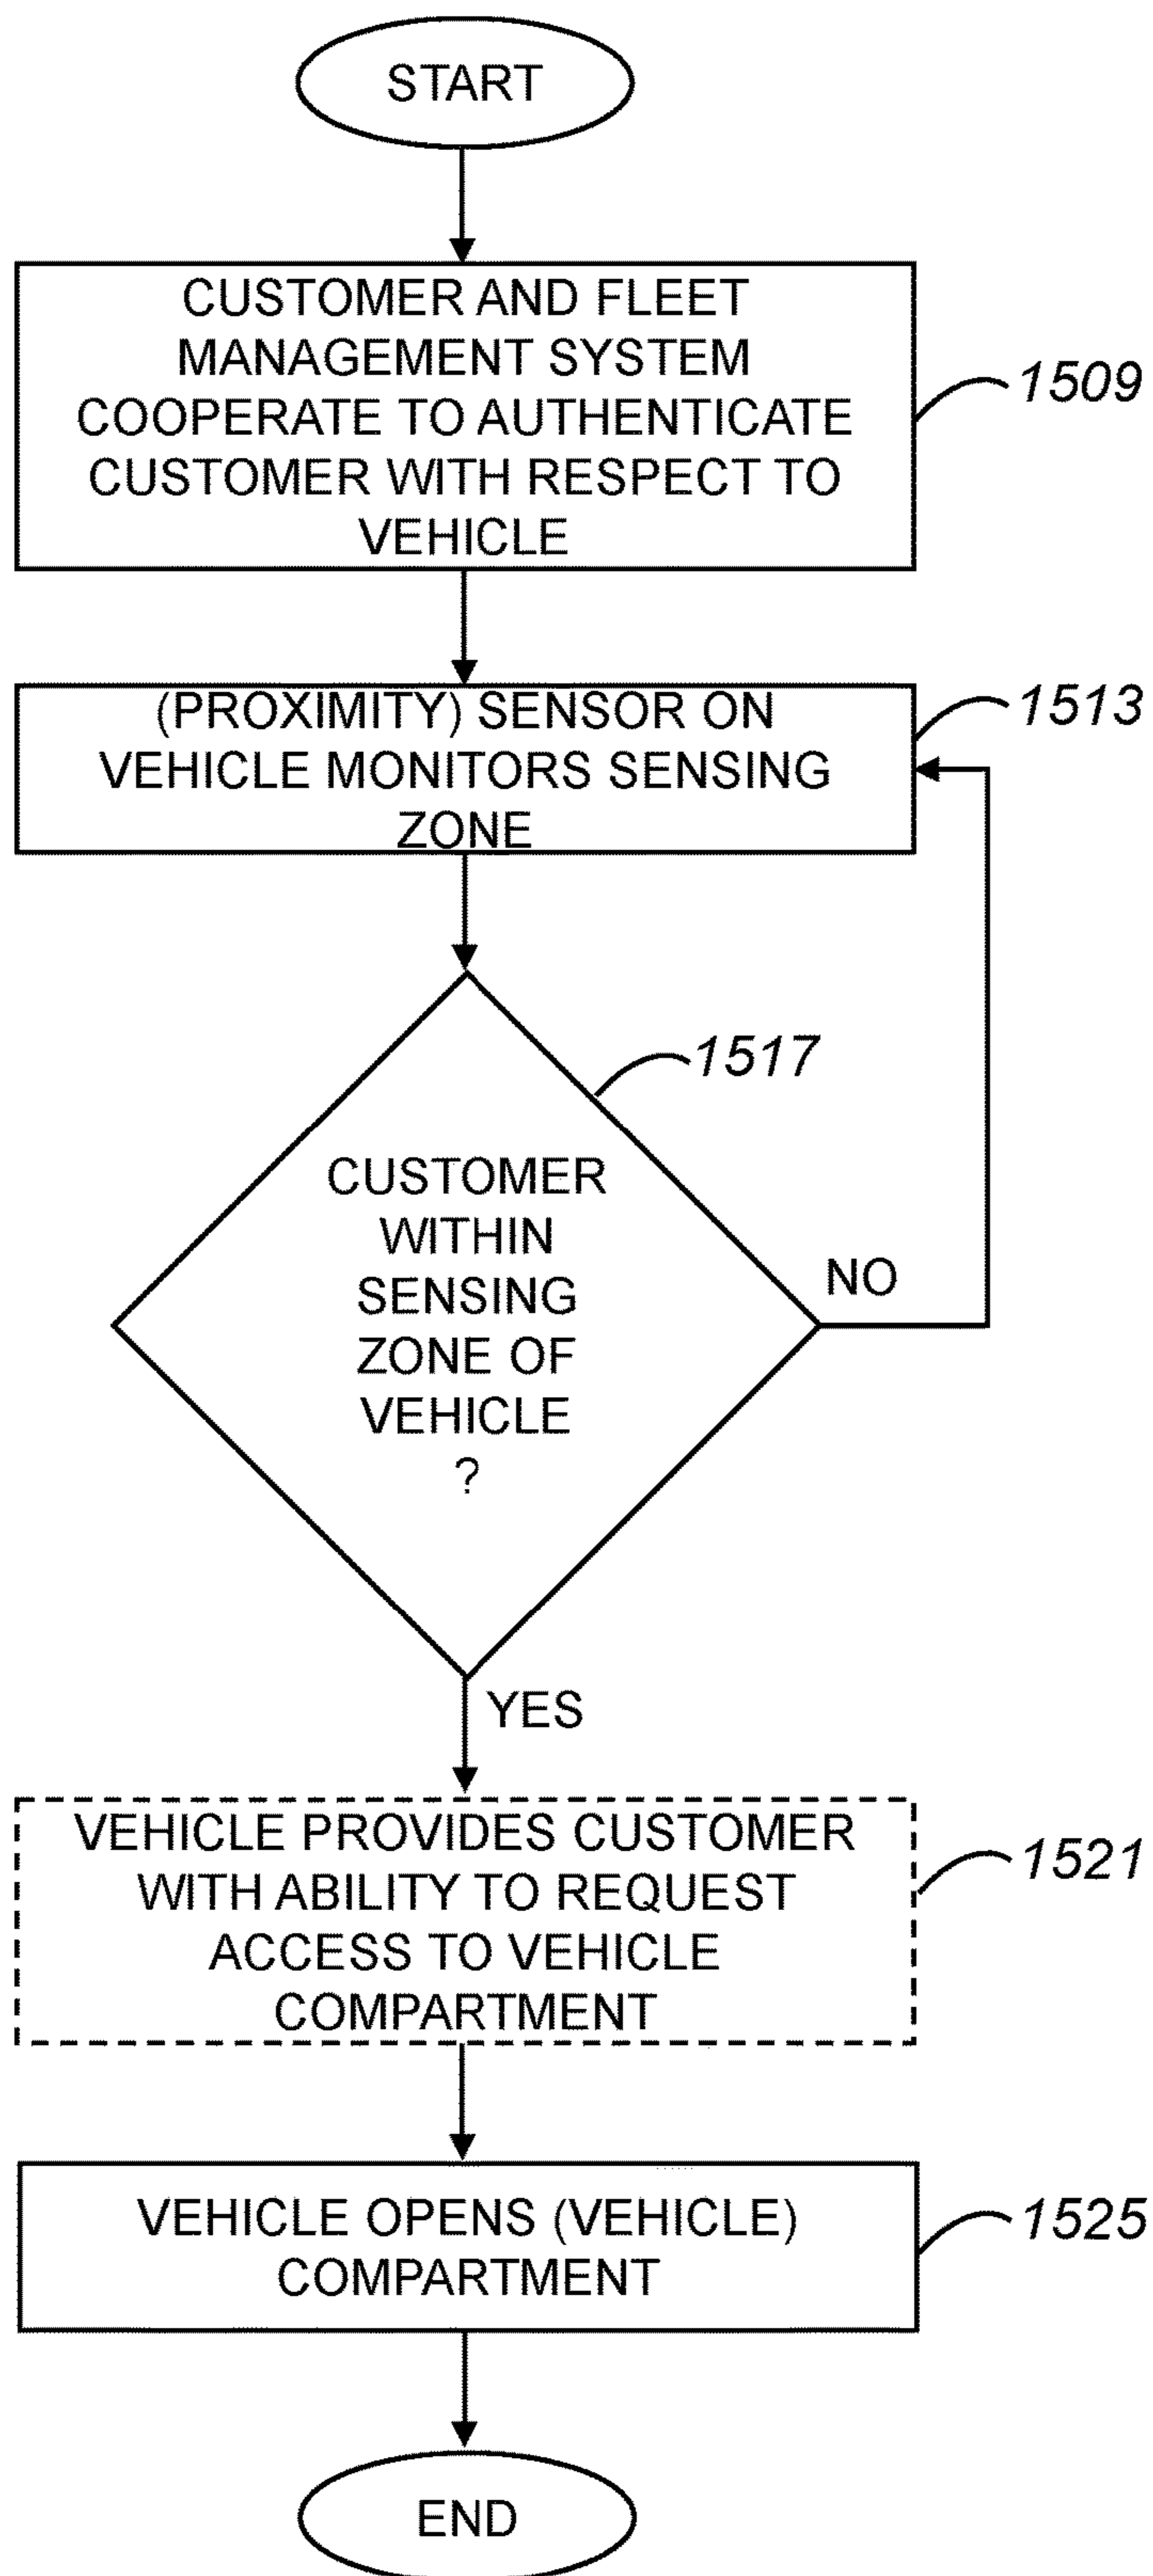 START
CUSTOMER AND FLEET
MANAGEMENT SYSTEM
COOPERATE TO AUTHENTICATE
CUSTOMER WITH RESPECT TO
VEHICLE
1509
(PROXIMITY) SENSOR ON
VEHICLE MONITORS SENSING
ZONE
1513
1517
CUSTOMER
WITHIN
SENSING
ZONE OF
VEHICLE
?
NO
YES
VEHICLE PROVIDES CUSTOMER
WITH ABILITY TO REQUEST
ACCESS TO VEHICLE
COMPARTMENT
1521
VEHICLE OPENS (VEHICLE)
COMPARTMENT
1525
END